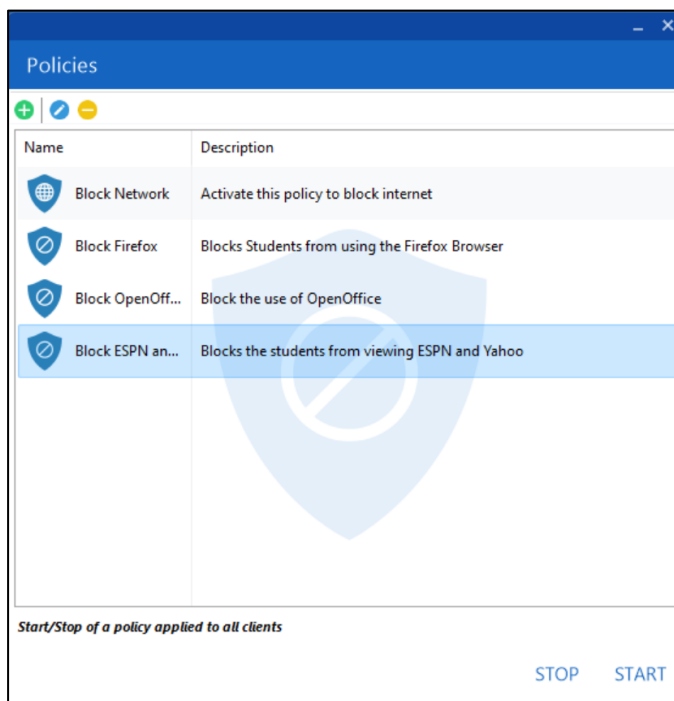 Policies
Name Description
Block Network Activate this policy to block internet
Block Firefox Blocks Students from using the Firefox Browser
Block OpenOff... Block the use of OpenOffice
Block ESPN an... Blocks the students from viewing ESPN and Yahoo
Start/Stop of a policy applied to all clients
STOP START